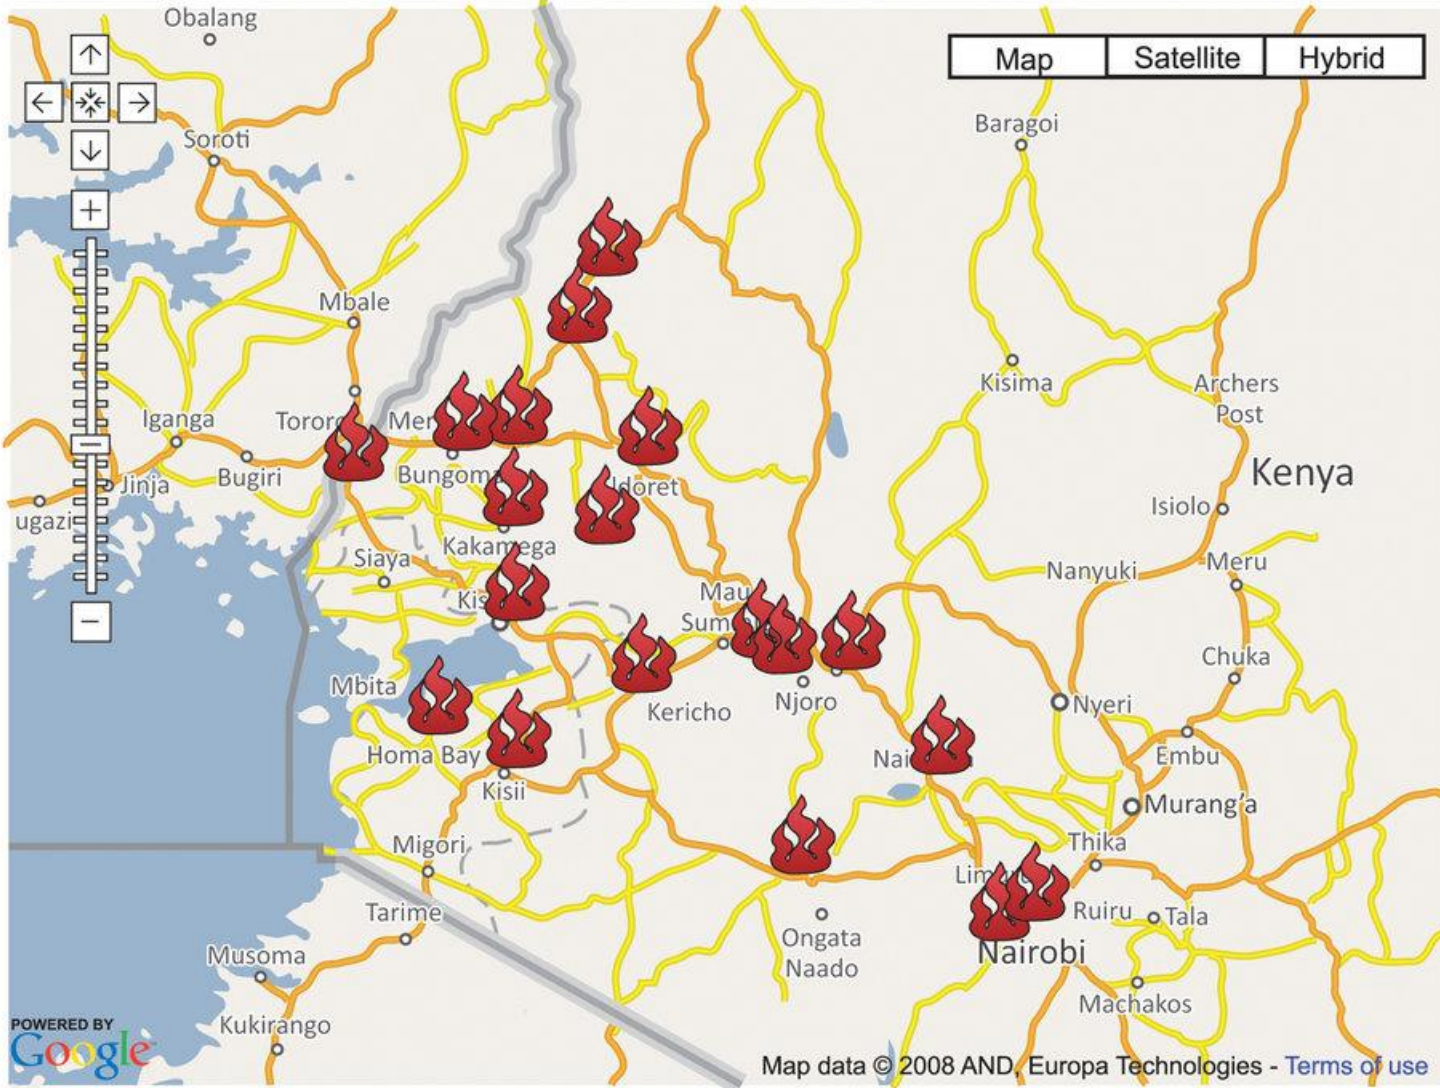 Obalang
Map
Satellite
Hybrid
Baragoi
Soroti
Mbale
Kisima
Archers
Post
Iganga
Tororo
Bugiri
Bungoma
Jinja
Kenya
Isiolo
ugazi
Kakamega
Siaya
Nanyuki
Meru
Mau
Chuka
Mbita
Kericho
Njoro
Nyeri
Homa Bay
Embu
Kisii
Murang'a
Migori
Thika
Tarime
Ruiru
Tala
Ongata
Naado
Nairobi
Musoma
Machakos
Kukirango
POWERED BY
Google
Map data © 2008 AND, Europa Technologies - Terms of use